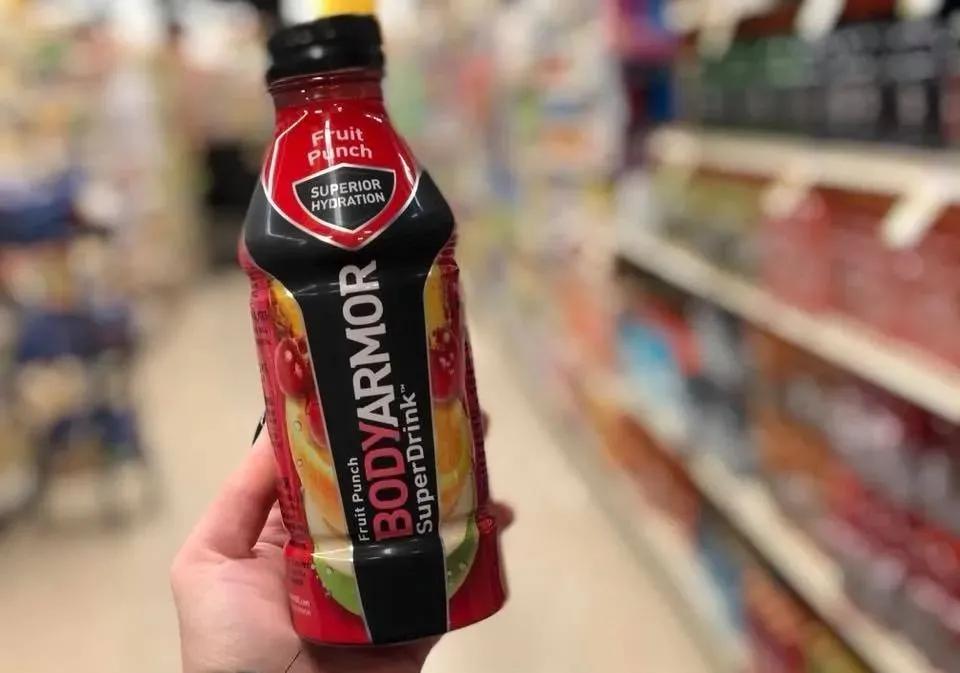 Fruit
Punch
SUPERIOR
HYDRATION
Fruit Punch
BODYARMOR
SuperDrink™